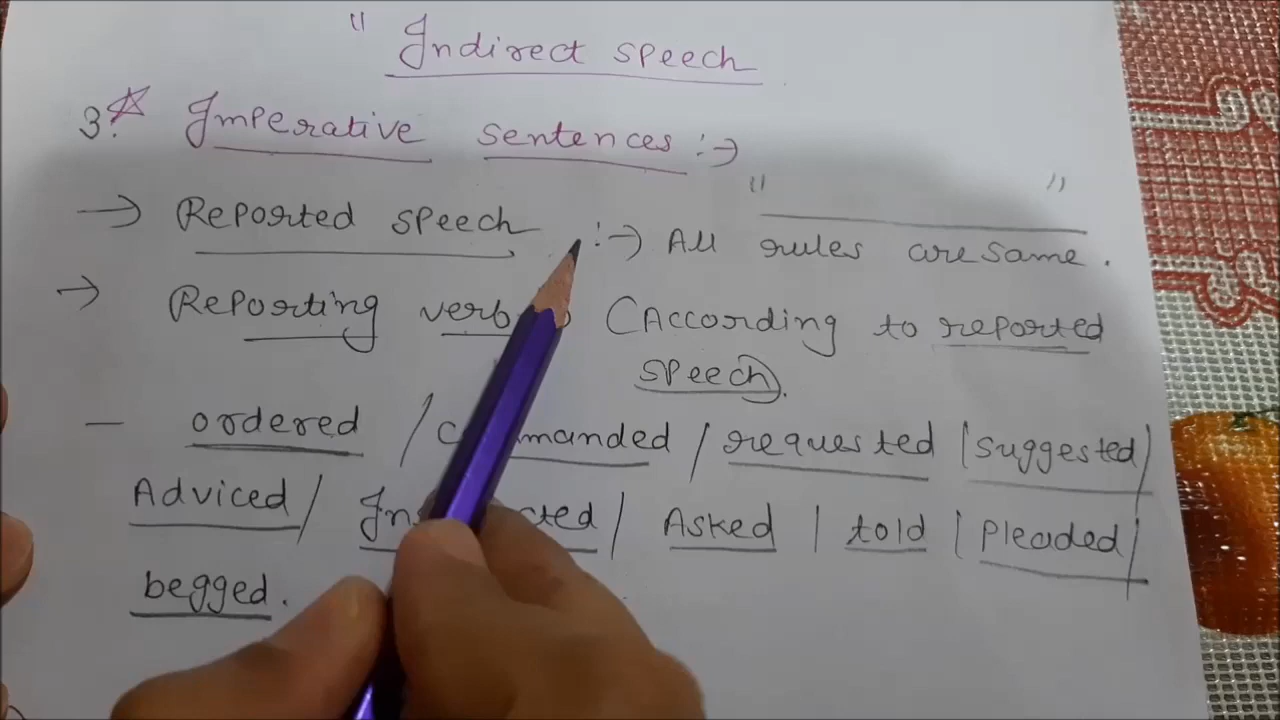 " Indirect speech
3. Imperative sentences :→
" "
→ Reported speech :→ All rules are same.
→ Reporting verb (According to reported
speech).
- ordered / requested / suggested /
Adviced / / Asked / told / Pleaded /
begged.